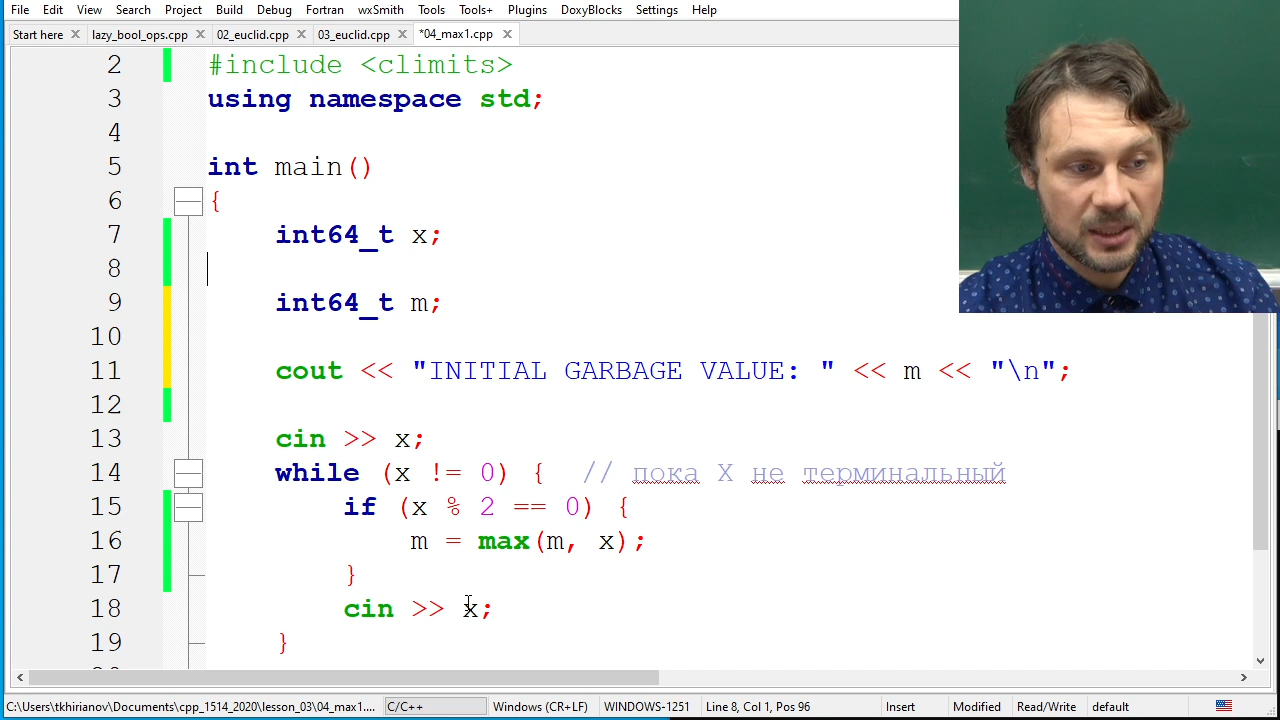 File Edit View Search Project Build Debug Fortran wxSmith Tools Tools+ Plugins DoxyBlocks Settings Help
Start here lazy_bool_ops.cpp 02_euclid.cpp 03_euclid.cpp *04_max1.cpp
2 #include <climits>
3 using namespace std;
4
5 int main()
6 {
7 int64_t x;
8
9 int64_t m;
10
11 cout << "INITIAL GARBAGE VALUE: " << m << "\n";
12
13 cin >> x;
14 while (x != 0) { // пока X не терминальный
15 if (x % 2 == 0) {
16 m = max(m, x);
17 }
18 cin >> x;
19 }
C:\Users\tkhirianov\Documents\cpp_1514_2020\lesson_03\04_max1.... C/C++ Windows (CR+LF) WINDOWS-1251 Line 8, Col 1, Pos 96 Insert Modified Read/Write default